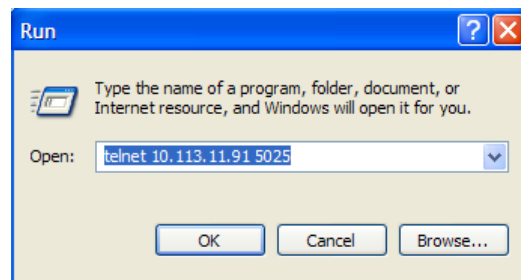 Run
Type the name of a program, folder, document, or
Internet resource, and Windows will open it for you.
Open: telnet 10.113.11.91 5025
OK Cancel Browse...